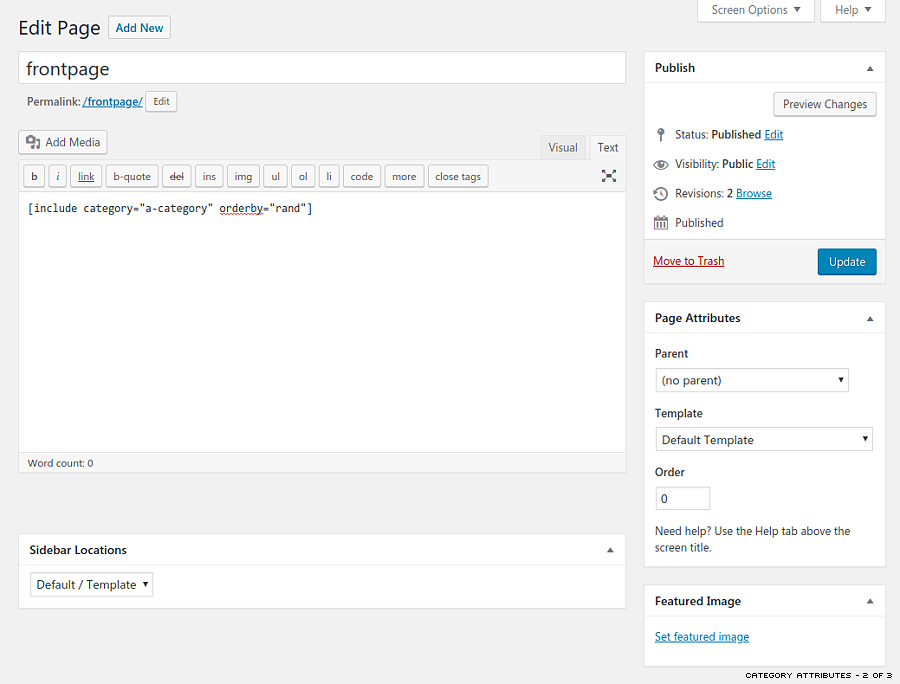 Screen Options ▼ Help ▼
Edit Page Add New
frontpage
Permalink: /frontpage/ Edit
Add Media
Visual Text
b i link b-quote del ins img ul ol li code more close tags
[include category="a-category" orderby="rand"]
Word count: 0
Sidebar Locations
Default / Template
Publish
Preview Changes
Status: Published Edit
Visibility: Public Edit
Revisions: 2 Browse
Published
Move to Trash Update
Page Attributes
Parent
(no parent)
Template
Default Template
Order
0
Need help? Use the Help tab above the
screen title.
Featured Image
Set featured image
CATEGORY ATTRIBUTES - 2 OF 3